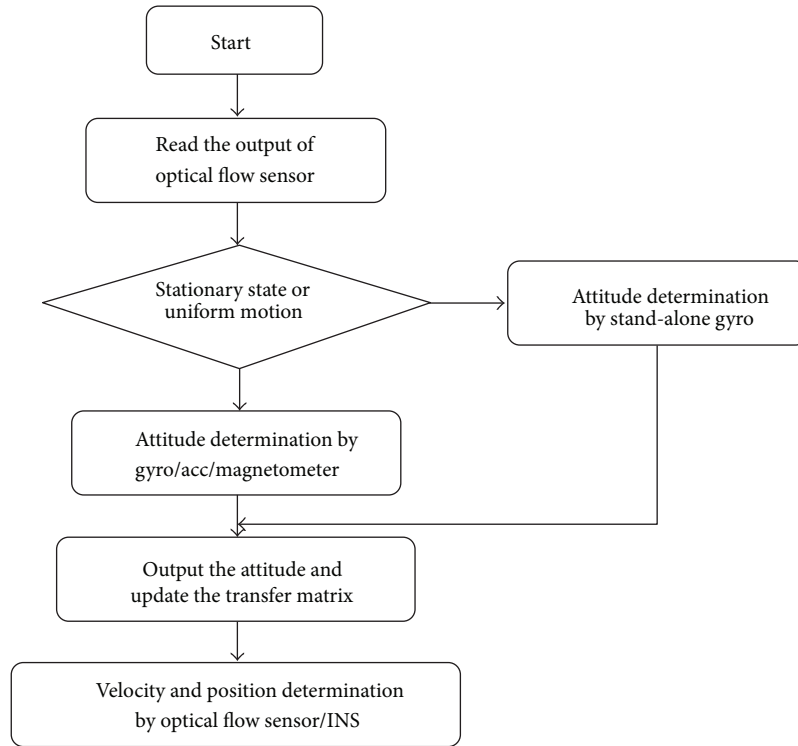 Start
Read the output of
optical flow sensor
Stationary state or
uniform motion
Attitude determination
by stand-alone gyro
Attitude determination by
gyro/acc/magnetometer
Output the attitude and
update the transfer matrix
Velocity and position determination
by optical flow sensor/INS